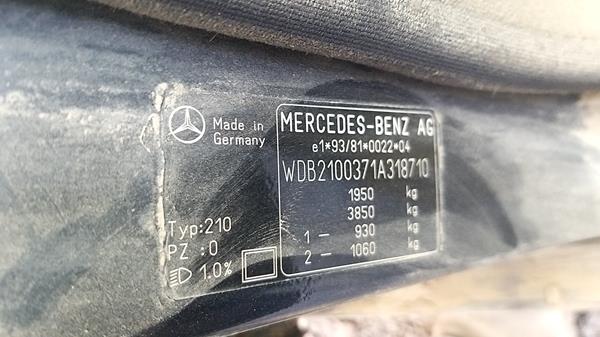 Made in
Germany
MERCEDES-BENZ AG
e1*93/81*0022*04
WDB2100371A318710
1950 kg
3850 kg
1 – 930 kg
2 – 1060 kg
Typ:210
PZ :0
1.0%